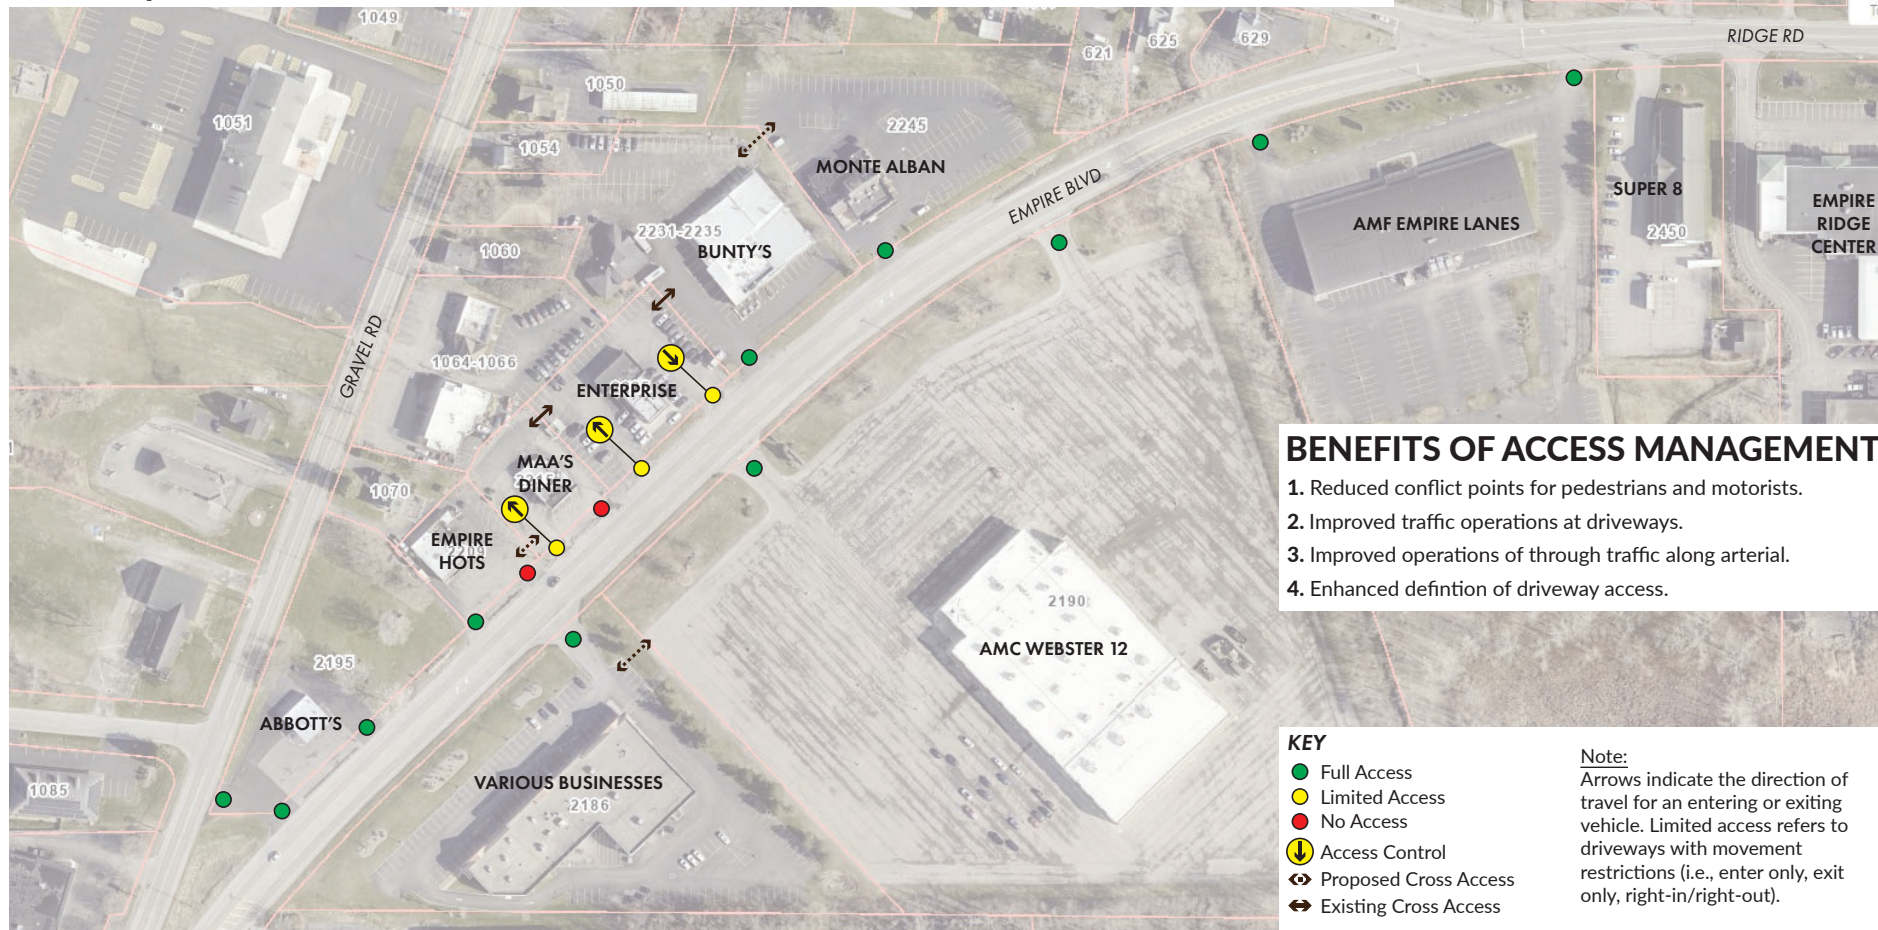 1049
RIDGE RD
621
625
629
1050
1051
2245
1054
MONTE ALBAN
EMPIRE BLVD
SUPER 8
EMPIRE
RIDGE
CENTER
AMF EMPIRE LANES
2450
2231-2235
BUNTY'S
1060
GRAVEL RD
1064-1066
ENTERPRISE
MAA'S
DINER
1070
EMPIRE
HOTS
2209
BENEFITS OF ACCESS MANAGEMENT
1. Reduced conflict points for pedestrians and motorists.
2. Improved traffic operations at driveways.
3. Improved operations of through traffic along arterial.
4. Enhanced defintion of driveway access.
2190
AMC WEBSTER 12
2195
ABBOTT'S
VARIOUS BUSINESSES
2186
1085
KEY
Full Access
Limited Access
No Access
Access Control
Proposed Cross Access
Existing Cross Access
Note:
Arrows indicate the direction of
travel for an entering or exiting
vehicle. Limited access refers to
driveways with movement
restrictions (i.e., enter only, exit
only, right-in/right-out).